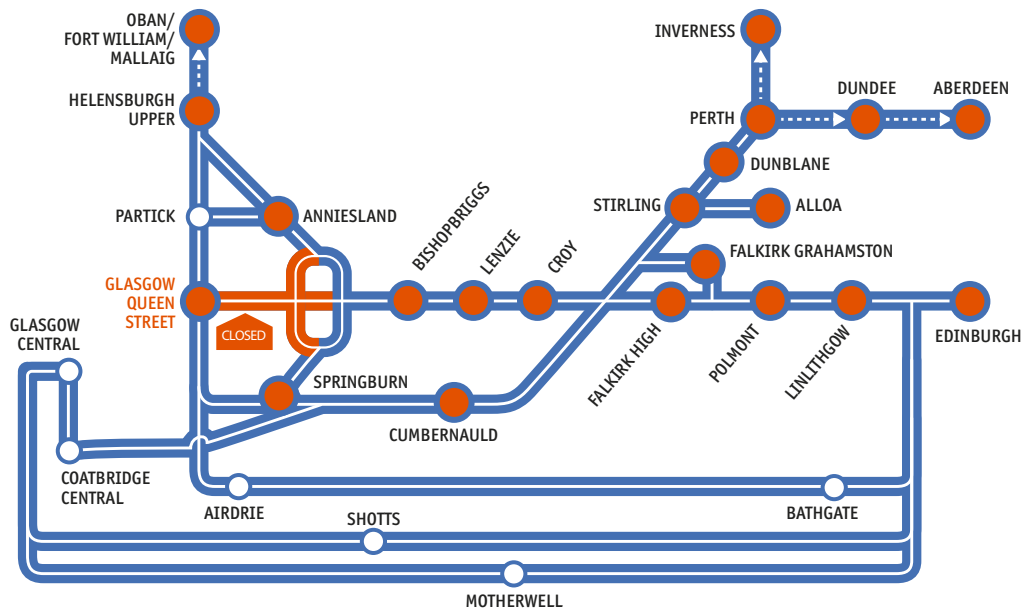 OBAN/
FORT WILLIAM/
MALLAIG
INVERNESS
HELENSBURGH
UPPER
PERTH
DUNDEE
ABERDEEN
DUNBLANE
PARTICK
ANNIESLAND
BISHOPBRIGGS
LENZIE
CROY
STIRLING
ALLOA
FALKIRK GRAHAMSTON
GLASGOW
QUEEN
STREET
CLOSED
GLASGOW
CENTRAL
SPRINGBURN
FALKIRK HIGH
POLMONT
LINLITHGOW
EDINBURGH
CUMBERNAULD
COATBRIDGE
CENTRAL
AIRDRIE
BATHGATE
SHOTTS
MOTHERWELL